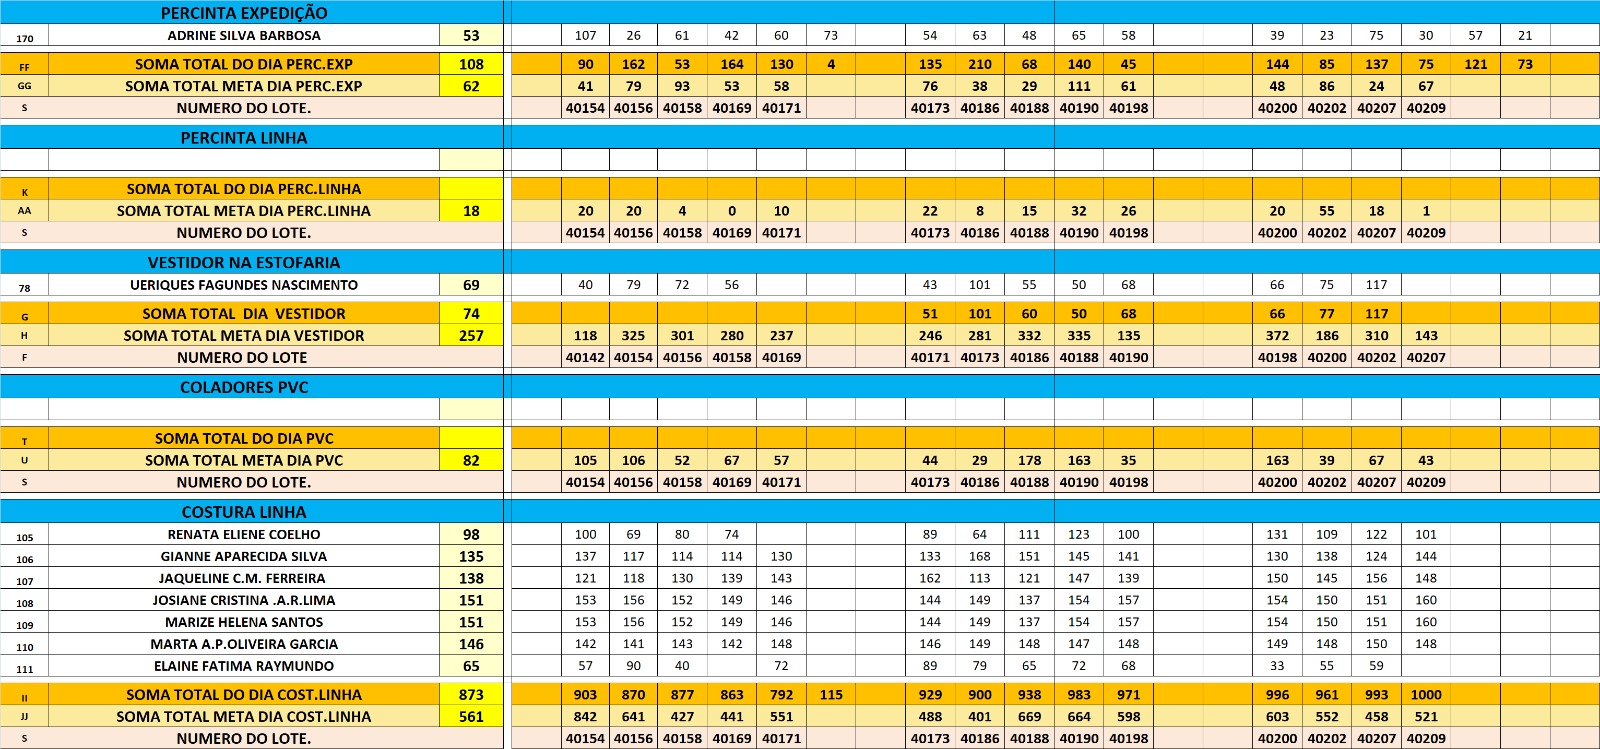 PERCINTA EXPEDIÇÃO
170 ADRINE SILVA BARBOSA 53 107 26 61 42 60 73 54 63 48 65 58 39 23 75 30 57 21
FF SOMA TOTAL DO DIA PERC.EXP 108 90 162 53 164 130 4 135 210 68 140 45 144 85 137 75 121 73
GG SOMA TOTAL META DIA PERC.EXP 62 41 79 93 53 58 76 38 29 111 61 48 86 24 67
S NUMERO DO LOTE. 40154 40156 40158 40169 40171 40173 40186 40188 40190 40198 40200 40202 40207 40209
PERCINTA LINHA
K SOMA TOTAL DO DIA PERC.LINHA
AA SOMA TOTAL META DIA PERC.LINHA 18 20 20 4 0 10 22 8 15 32 26 20 55 18 1
S NUMERO DO LOTE. 40154 40156 40158 40169 40171 40173 40186 40188 40190 40198 40200 40202 40207 40209
VESTIDOR NA ESTOFARIA
78 UERIQUES FAGUNDES NASCIMENTO 69 40 79 72 56 43 101 55 50 68 66 75 117
G SOMA TOTAL DIA VESTIDOR 74 51 101 60 50 68 66 77 117
H SOMA TOTAL META DIA VESTIDOR 257 118 325 301 280 237 246 281 332 335 135 372 186 310 143
F NUMERO DO LOTE 40142 40154 40156 40158 40169 40171 40173 40186 40188 40190 40198 40200 40202 40207
COLADORES PVC
T SOMA TOTAL DO DIA PVC
U SOMA TOTAL META DIA PVC 82 105 106 52 67 57 44 29 178 163 35 163 39 67 43
S NUMERO DO LOTE. 40154 40156 40158 40169 40171 40173 40186 40188 40190 40198 40200 40202 40207 40209
COSTURA LINHA
105 RENATA ELIENE COELHO 98 100 69 80 74 89 64 111 123 100 131 109 122 101
106 GIANNE APARECIDA SILVA 135 137 117 114 114 130 133 168 151 145 141 130 138 124 144
107 JAQUELINE C.M. FERREIRA 138 121 118 130 139 143 162 113 121 147 139 150 145 156 148
108 JOSIANE CRISTINA .A.R.LIMA 151 153 156 152 149 146 144 149 137 154 157 154 150 151 160
109 MARIZE HELENA SANTOS 151 153 156 152 149 146 144 149 137 154 157 154 150 151 160
110 MARTA A.P.OLIVEIRA GARCIA 146 142 141 143 142 148 146 149 148 147 148 149 148 150 148
111 ELAINE FATIMA RAYMUNDO 65 57 90 40 72 89 79 65 72 68 33 55 59
II SOMA TOTAL DO DIA COST.LINHA 873 903 870 877 863 792 115 929 900 938 983 971 996 961 993 1000
JJ SOMA TOTAL META DIA COST.LINHA 561 842 641 427 441 551 488 401 669 664 598 603 552 458 521
S NUMERO DO LOTE. 40154 40156 40158 40169 40171 40173 40186 40188 40190 40198 40200 40202 40207 40209